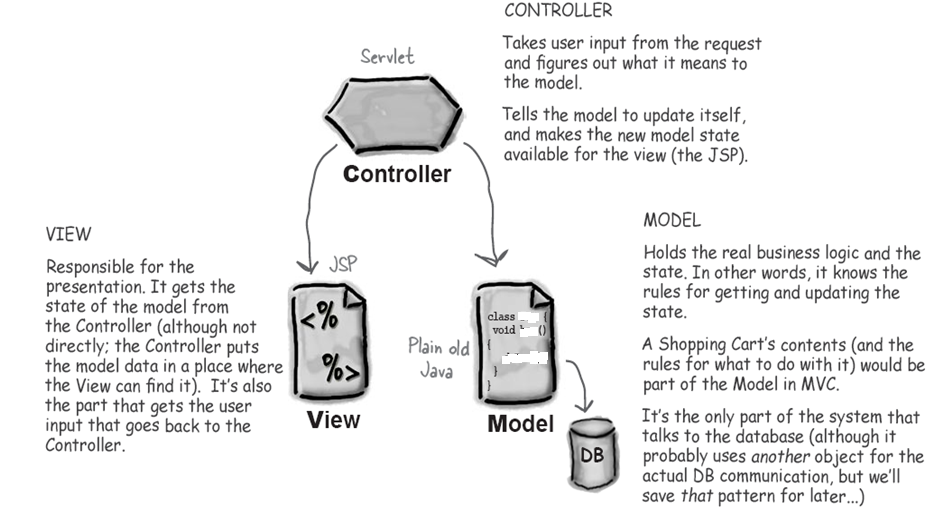 CONTROLLER
Takes user input from the request
and figures out what it means to
the model.
Tells the model to update itself,
and makes the new model state
available for the view (the JSP).
Servlet
Controller
VIEW
Responsible for the
presentation. It gets the
state of the model from
the Controller (although not
directly; the Controller puts
the model data in a place where
the View can find it). It's also
the part that gets the user
input that goes back to the
Controller.
JSP
<%
%>
View
Plain old
Java
class {
void ()
{
}
}
Model
DB
MODEL
Holds the real business logic and the
state. In other words, it knows the
rules for getting and updating the
state.
A Shopping Cart's contents (and the
rules for what to do with it) would be
part of the Model in MVC.
It's the only part of the system that
talks to the database (although it
probably uses another object for the
actual DB communication, but we'll
save that pattern for later...)